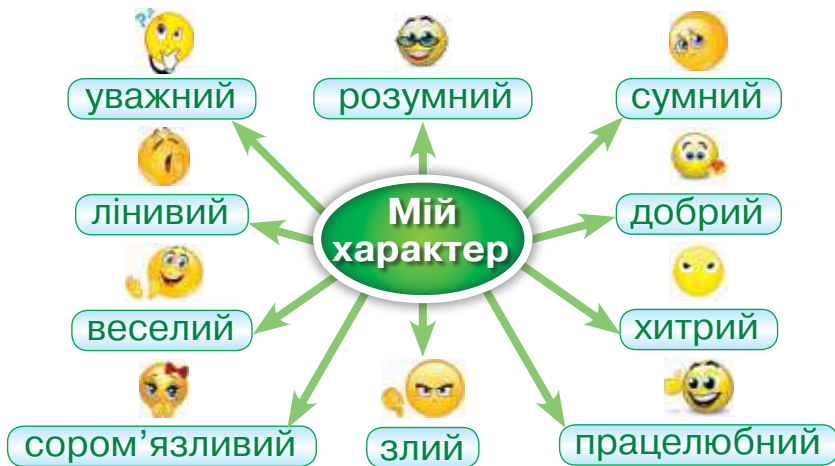 уважний
розумний
сумний
лінивий
Мій
характер
добрий
веселий
хитрий
сором’язливий
злий
працелюбний